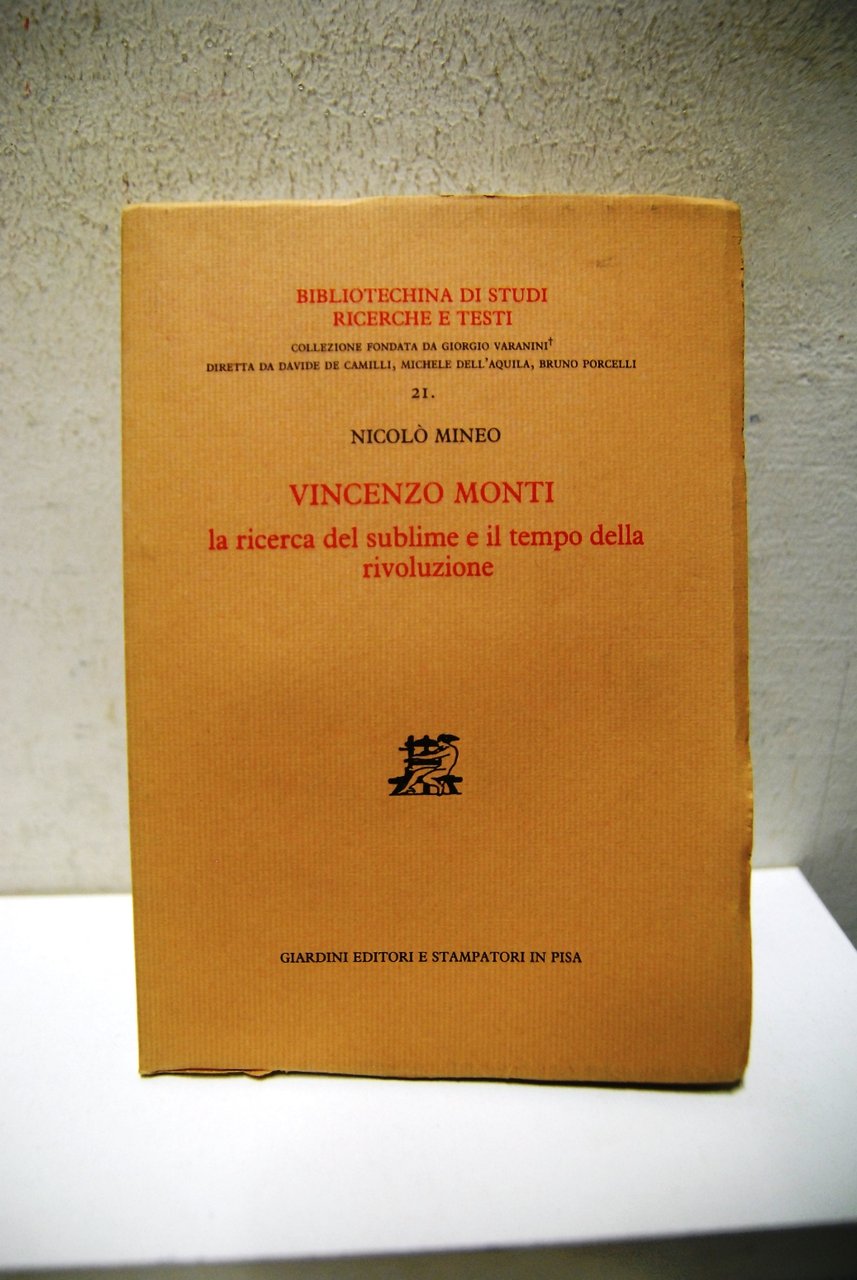 BIBLIOTECHINA DI STUDI
RICERCHE E TESTI
COLLEZIONE FONDATA DA GIORGIO VARANINI†
DIRETTA DA DAVIDE DE CAMILLI, MICHELE DELL'AQUILA, BRUNO PORCELLI
21.
NICOLÒ MINEO
VINCENZO MONTI
la ricerca del sublime e il tempo della
rivoluzione
GIARDINI EDITORI E STAMPATORI IN PISA